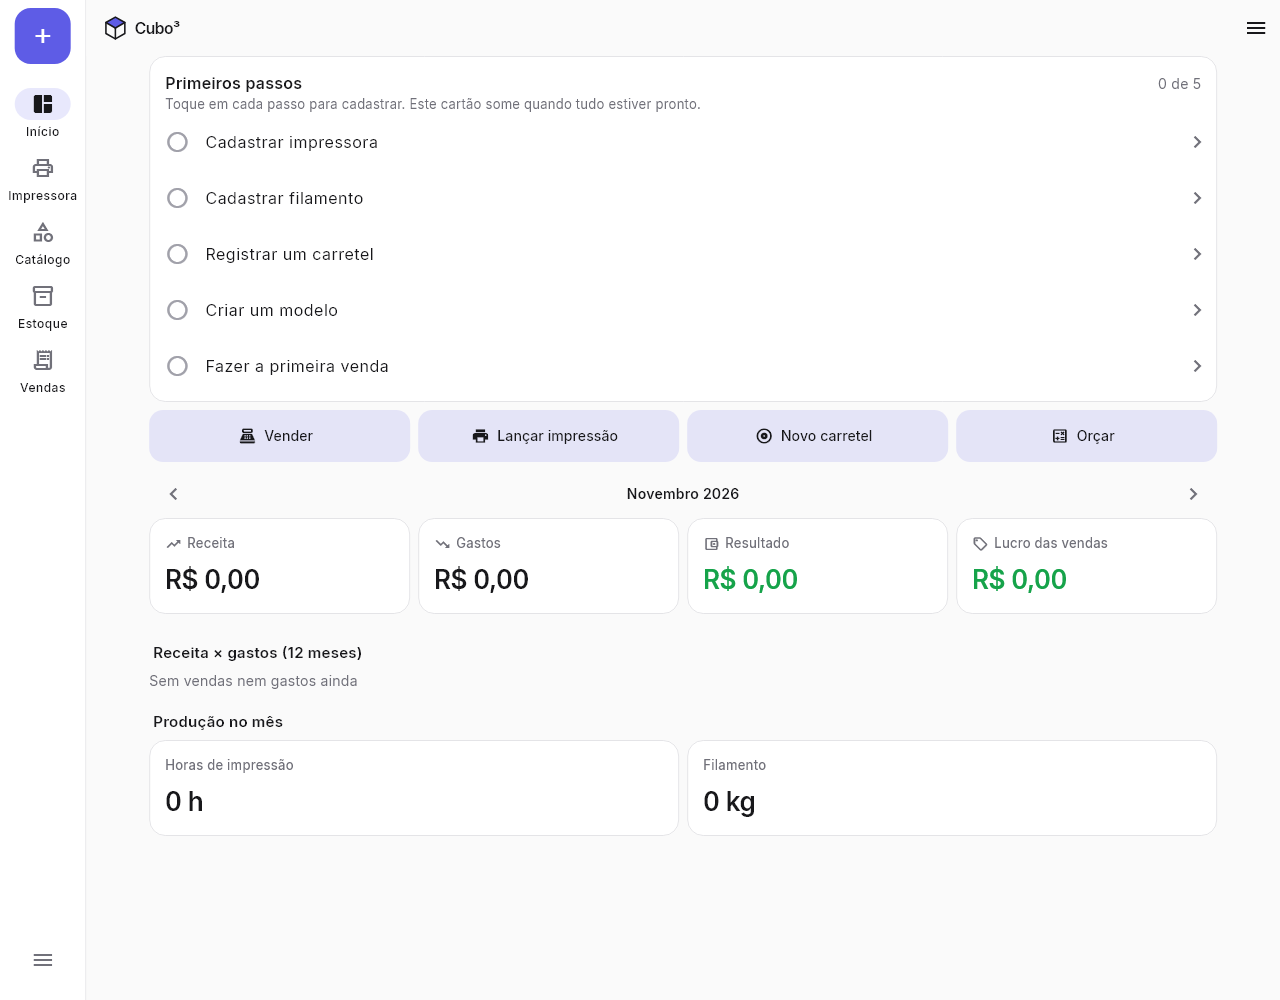 Cubo³
Primeiros passos
0 de 5
Toque em cada passo para cadastrar. Este cartão some quando tudo estiver pronto.
Início
Cadastrar impressora
Impressora
Cadastrar filamento
Catálogo
Registrar um carretel
Estoque
Criar um modelo
Vendas
Fazer a primeira venda
Vender
Lançar impressão
Novo carretel
Orçar
Novembro 2026
Receita
Gastos
Resultado
Lucro das vendas
R$ 0,00
R$ 0,00
R$ 0,00
R$ 0,00
Receita × gastos (12 meses)
Sem vendas nem gastos ainda
Produção no mês
Horas de impressão
Filamento
0 h
0 kg